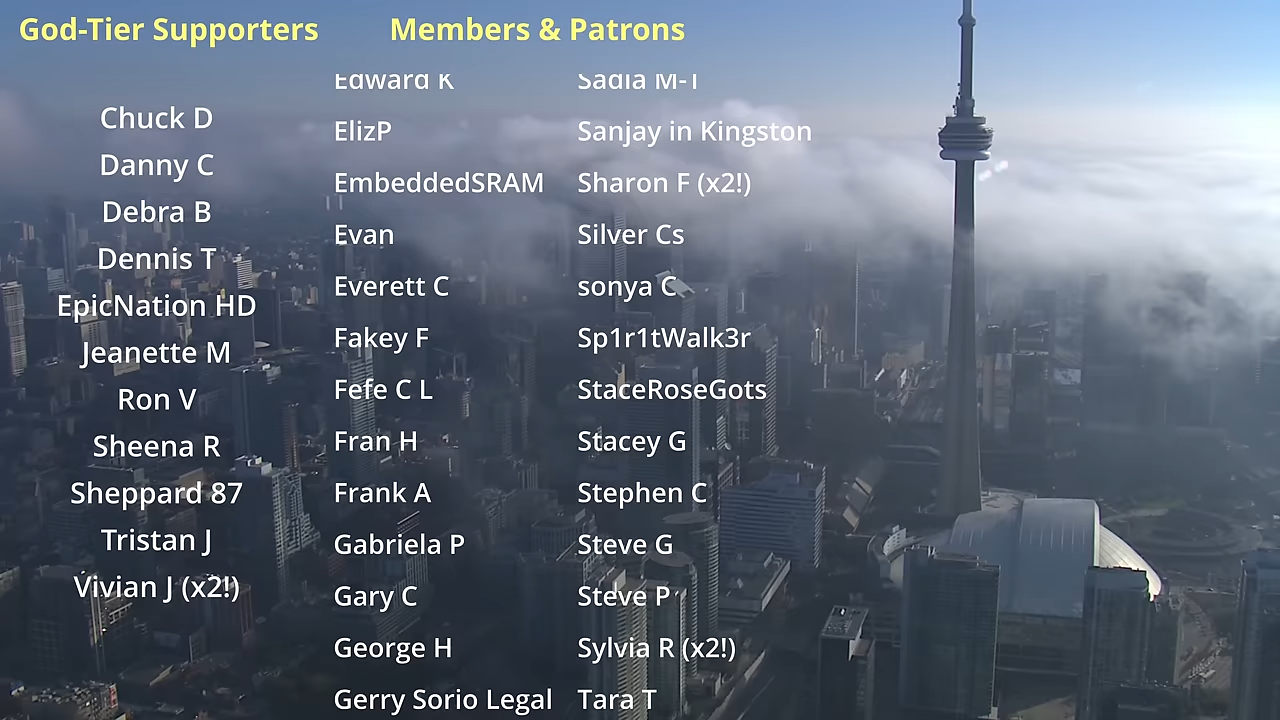 God-Tier Supporters
Chuck D
Danny C
Debra B
Dennis T
EpicNation HD
Jeanette M
Ron V
Sheena R
Sheppard 87
Tristan J
Vivian J (x2!)
Members & Patrons
Edward K
ElizP
EmbeddedSRAM
Evan
Everett C
Fakey F
Fefe C L
Fran H
Frank A
Gabriela P
Gary C
George H
Gerry Sorio Legal
Sadia M-T
Sanjay in Kingston
Sharon F (x2!)
Silver Cs
sonya C
Sp1r1tWalk3r
StaceRoseGots
Stacey G
Stephen C
Steve G
Steve P
Sylvia R (x2!)
Tara T